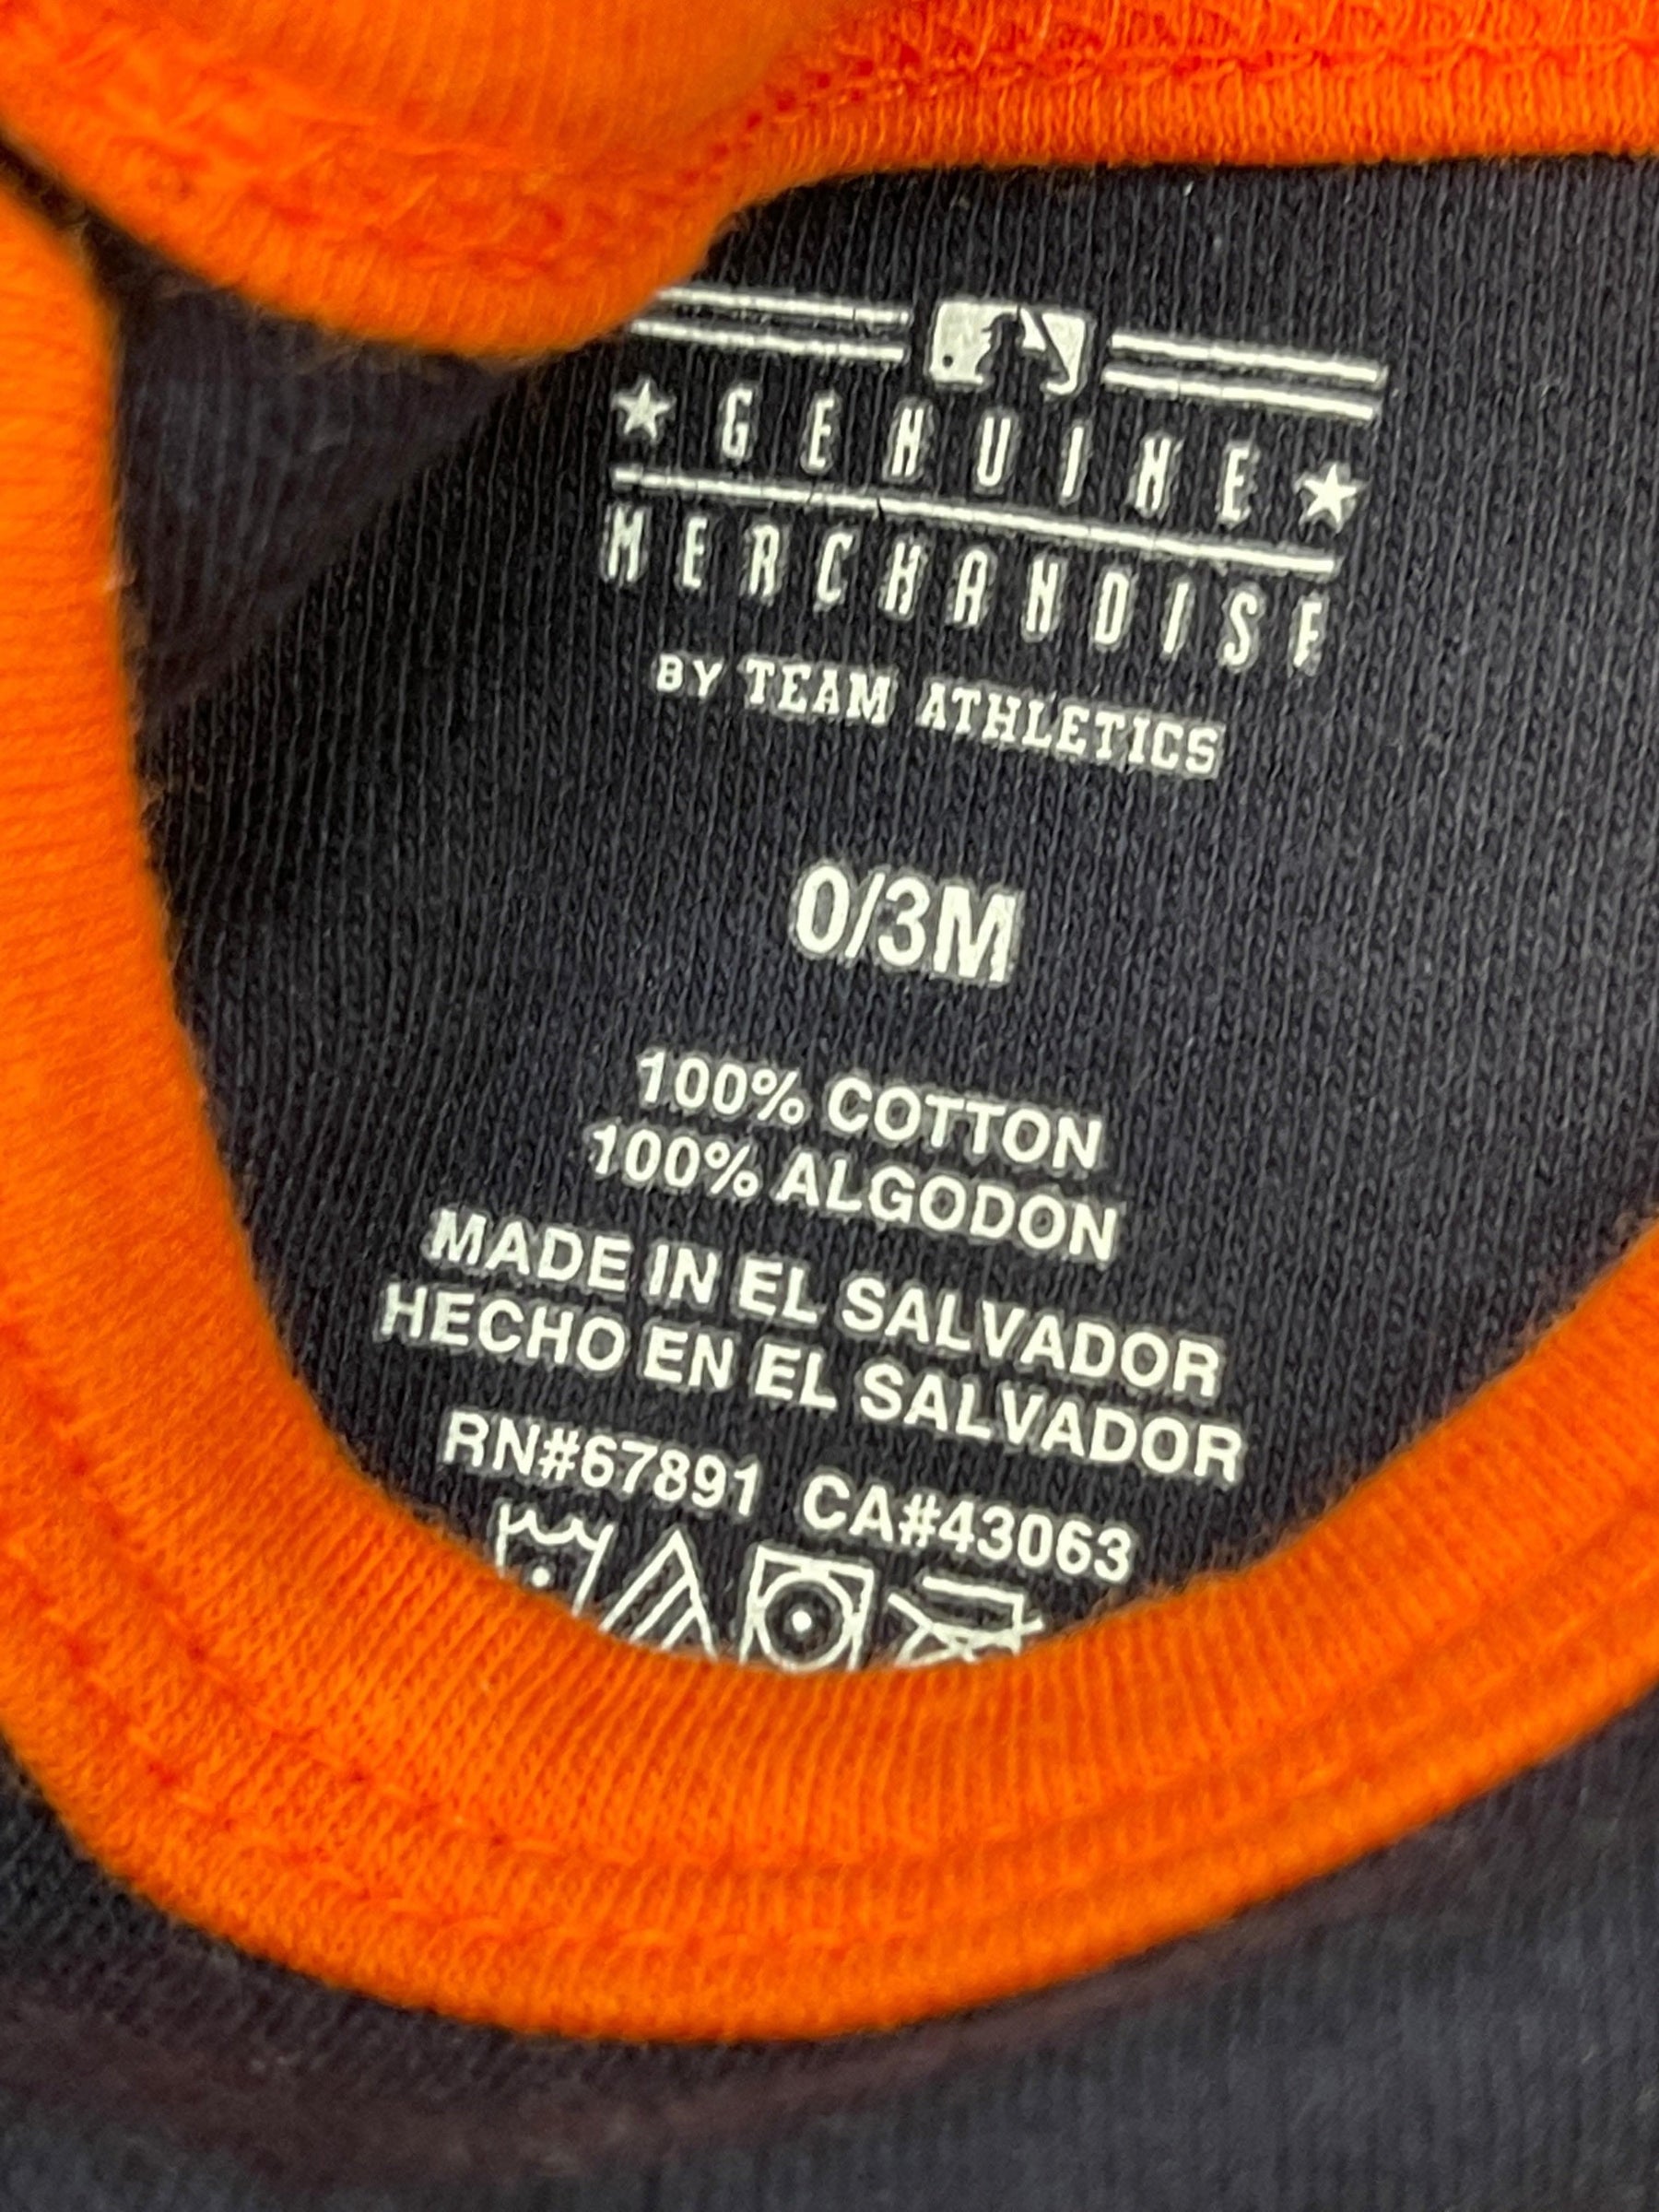 GENUINE
MERCHANDISE
BY TEAM ATHLETICS
0/3M
100% COTTON
100% ALGODON
MADE IN EL SALVADOR
HECHO EN EL SALVADOR
RN#67891 CA#43063